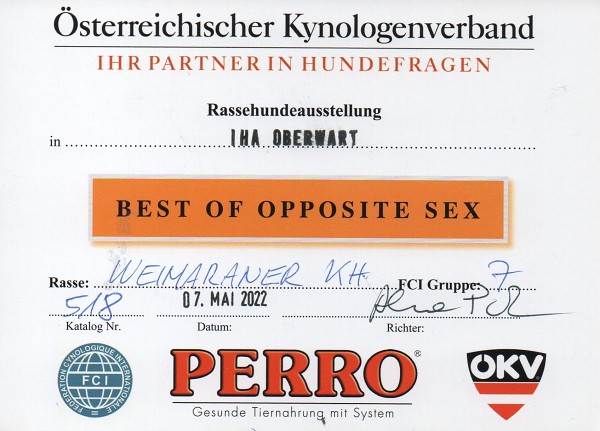 Österreichischer Kynologenverband
IHR PARTNER IN HUNDEFRAGEN
Rassehundeausstellung
in IHA OBERWART
BEST OF OPPOSITE SEX
Rasse: WEIMARANER KH. FCI Gruppe: 7
518 07. MAI 2022
Katalog Nr. Datum: Richter:
FEDERATION CYNOLOGIQUE INTERNATIONALE
FCI
PERRO®
Gesunde Tiernahrung mit System
ÖKV